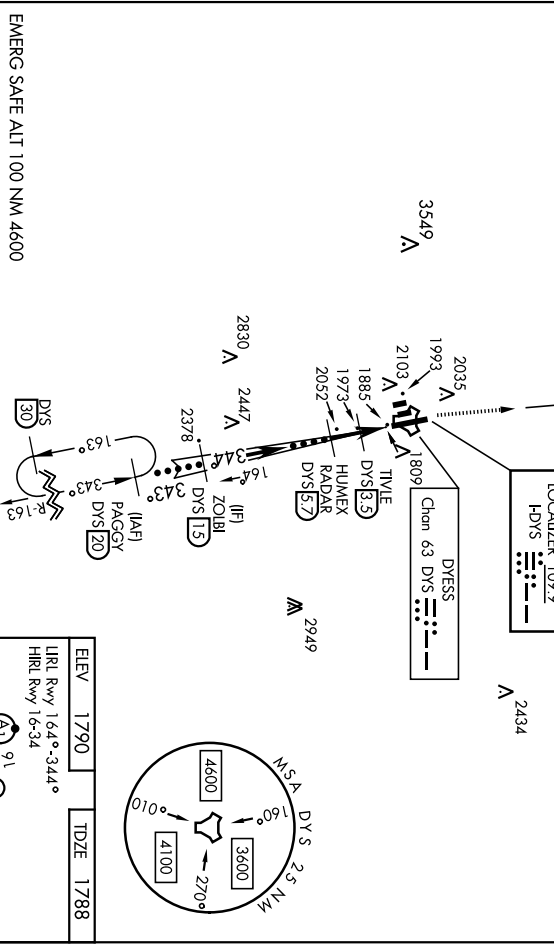 EMERG SAFE ALT 100 NM 4600
3549
1993
2035
2103
1885
1973
2052
1809
2830
2447
2378
2949
2434
LOCALIZER 109.9
I-DYS
DYESS
Chan 63 DYS
TIVLE
DYS 3.5
HUMEX
RADAR
DYS 5.7
344°
164°
(IF)
ZOLBI
DYS 15
343°
(IAF)
PAGGY
DYS 20
163°
343°
DYS
30
R-163
MSA DYS 25 NM
4600
160°
3600
010°
4100
270°
ELEV 1790
TDZE 1788
LIRL Rwy 164°-344°
HIRL Rwy 16-34